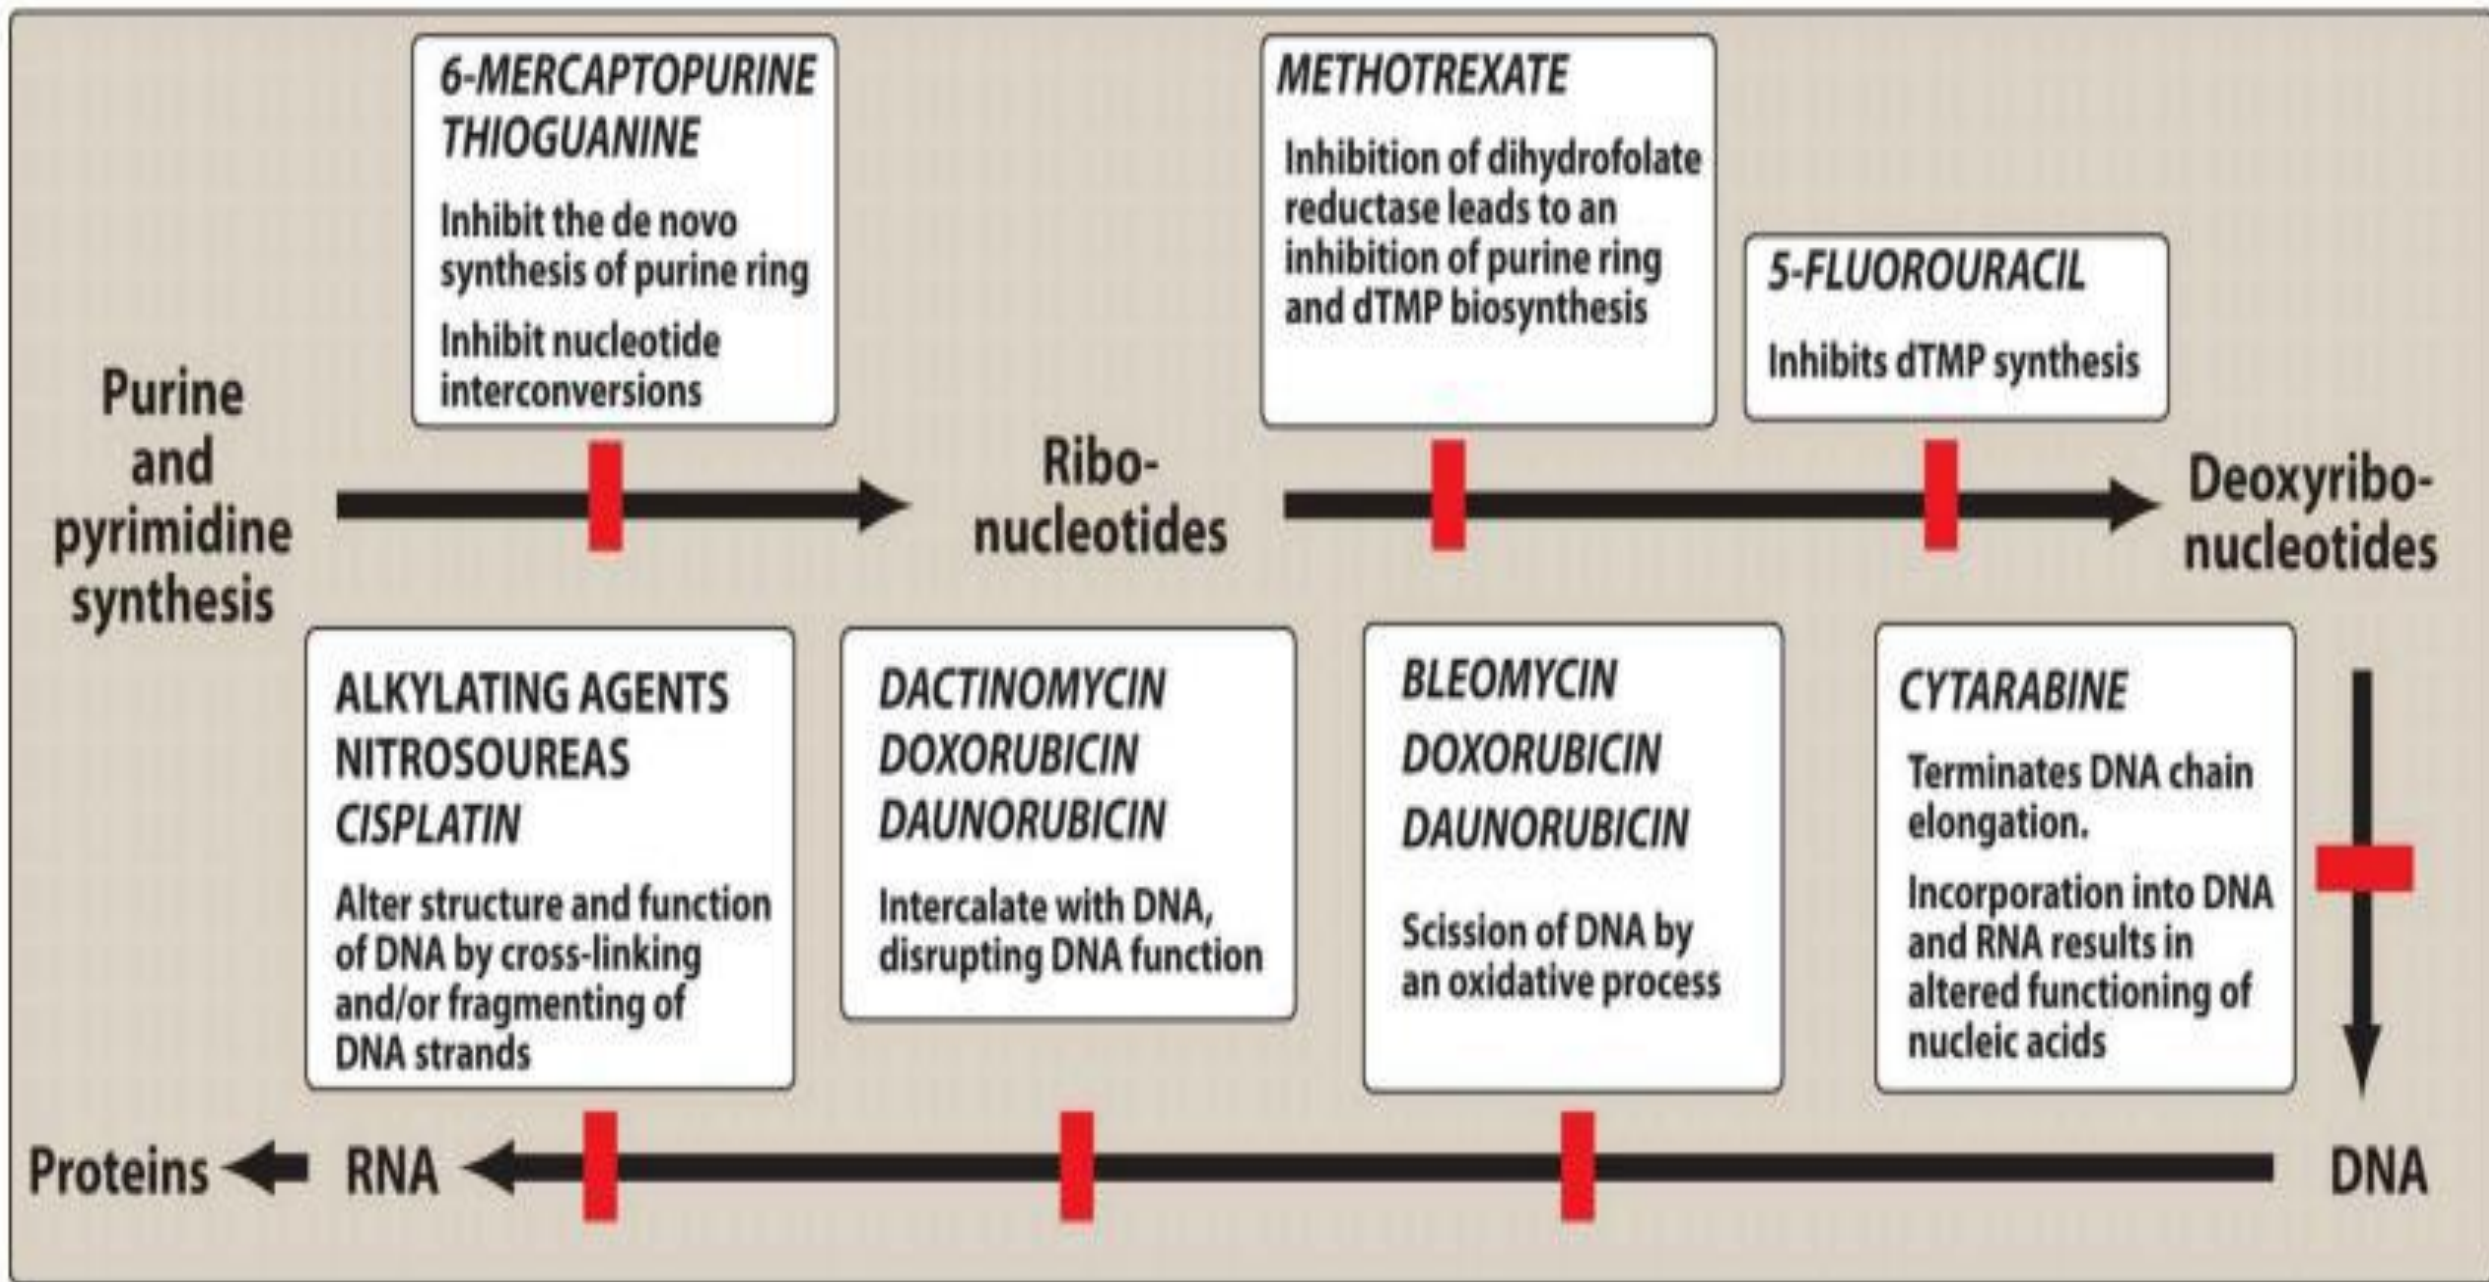 Purine
and
pyrimidine
synthesis
6-MERCAPTOPURINE
THIOGUANINE
Inhibit the de novo
synthesis of purine ring
Inhibit nucleotide
interconversions
Ribo-
nucleotides
METHOTREXATE
Inhibition of dihydrofolate
reductase leads to an
inhibition of purine ring
and dTMP biosynthesis
5-FLUOROURACIL
Inhibits dTMP synthesis
Deoxyribo-
nucleotides
ALKYLATING AGENTS
NITROSOUREAS
CISPLATIN
Alter structure and function
of DNA by cross-linking
and/or fragmenting of
DNA strands
DACTINOMYCIN
DOXORUBICIN
DAUNORUBICIN
Intercalate with DNA,
disrupting DNA function
BLEOMYCIN
DOXORUBICIN
DAUNORUBICIN
Scission of DNA by
an oxidative process
CYTARABINE
Terminates DNA chain
elongation.
Incorporation into DNA
and RNA results in
altered functioning of
nucleic acids
Proteins
RNA
DNA